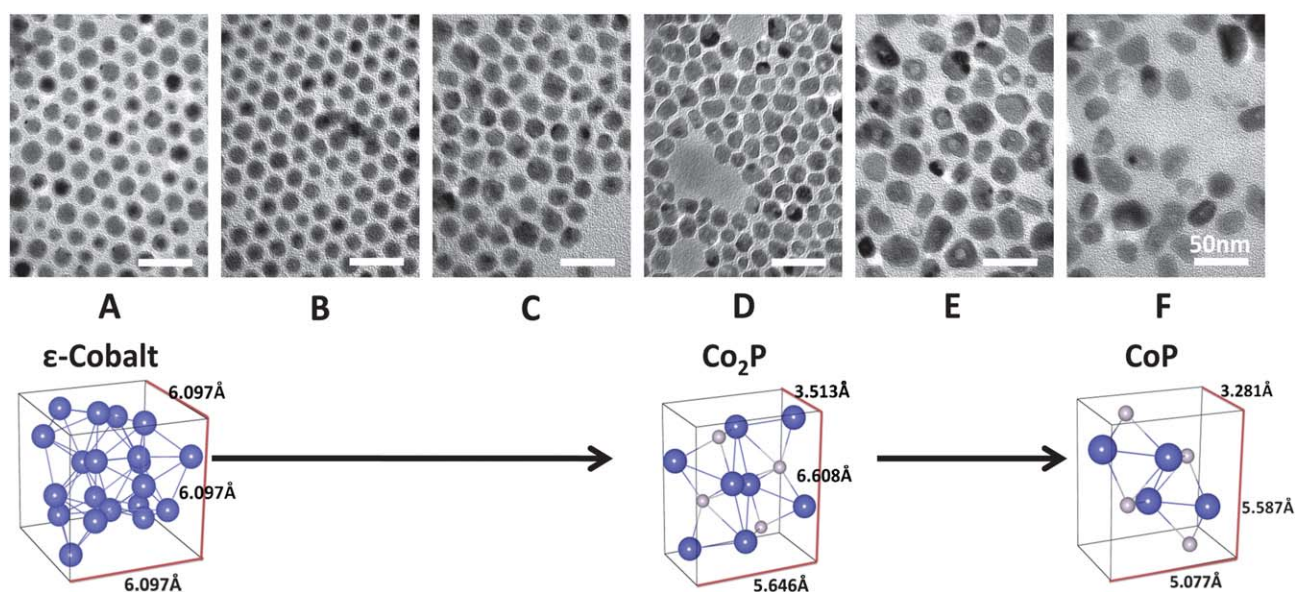 50nm
A B C D E F
ε-Cobalt Co₂P CoP
6.097Å 3.513Å 3.281Å
6.097Å 6.608Å 5.587Å
6.097Å 5.646Å 5.077Å